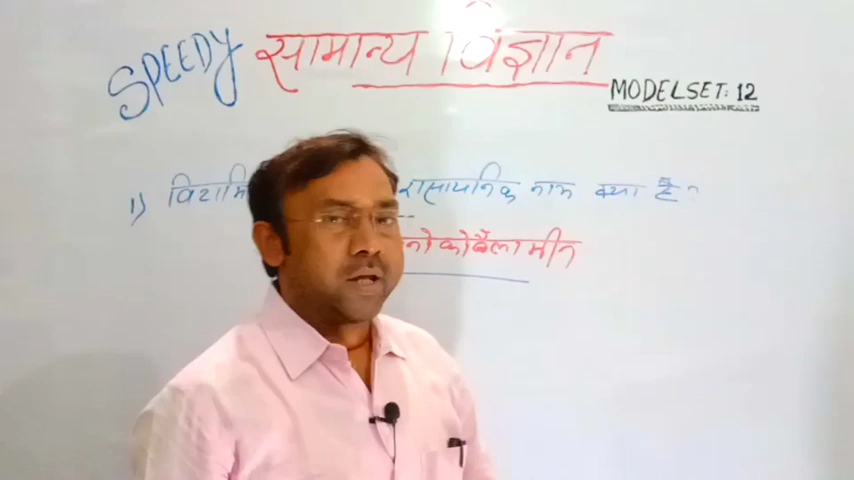 SPEEDY सामान्य विज्ञान
MODELSET: 12
1) रासायनिक नाम क्या है ?